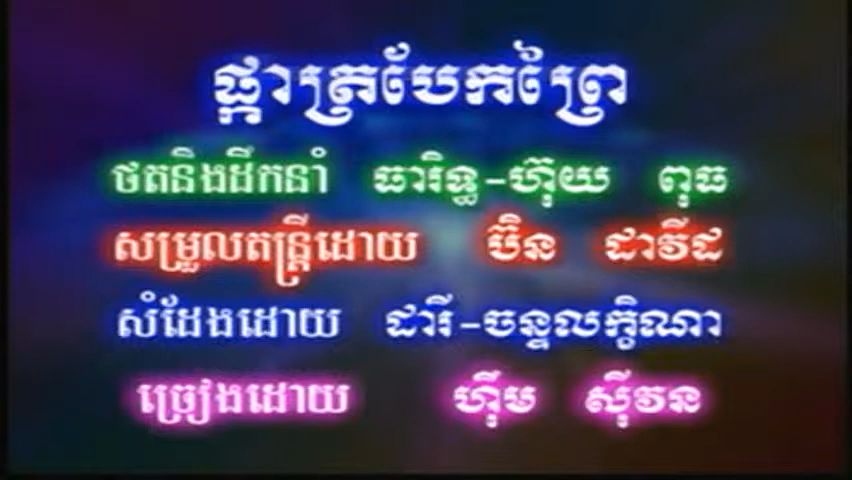 ផ្កាត្របែកព្រៃ
ថតនិងដឹកនាំ ធារិទ្ធ-ហ៊ុយ ពុធ
សម្រួលតន្ត្រីដោយ ប៊ិន ដាវីដ
សំដែងដោយ ដារី-ចន្ទលក្ខិណា
ច្រៀងដោយ ហ៊ឹម ស៊ីវន